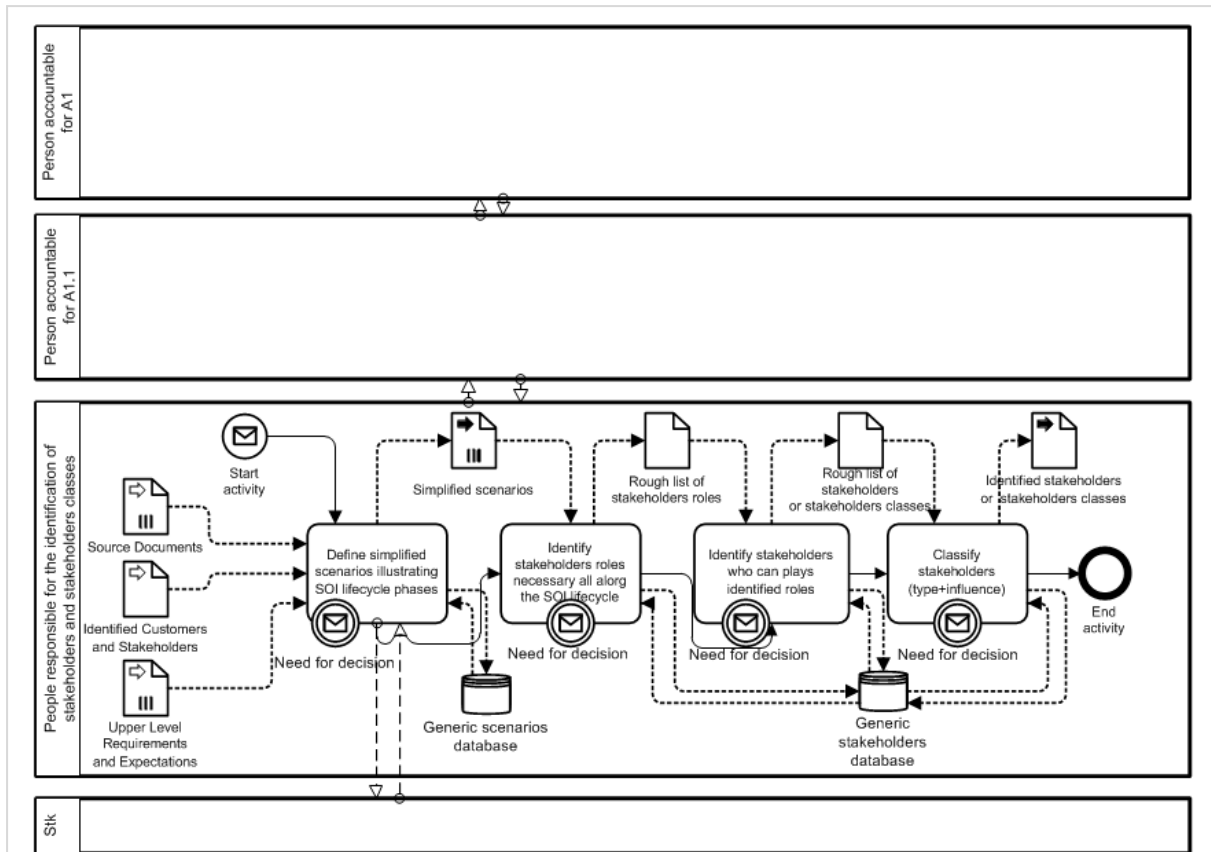 Person accountable
for A1
Person accountable
for A1.1
People responsible for the identification of
stakeholders and stakeholders classes
Start
activity
Simplified scenarios
Rough list of
stakeholders roles
Rough list of
stakeholders
or stakeholders classes
Identified stakeholders
or stakeholders classes
Source Documents
Identified Customers
and Stakeholders
Upper Level
Requirements
and Expectations
Define simplified
scenarios illustrating
SOI lifecycle phases
Need for decision
Identify
stakeholders roles
necessary all along
the SOI lifecycle
Need for decision
Identify stakeholders
who can plays
identified roles
Need for decision
Classify
stakeholders
(type+influence)
Need for decision
End
activity
Generic scenarios
database
Generic
stakeholders
database
Stk